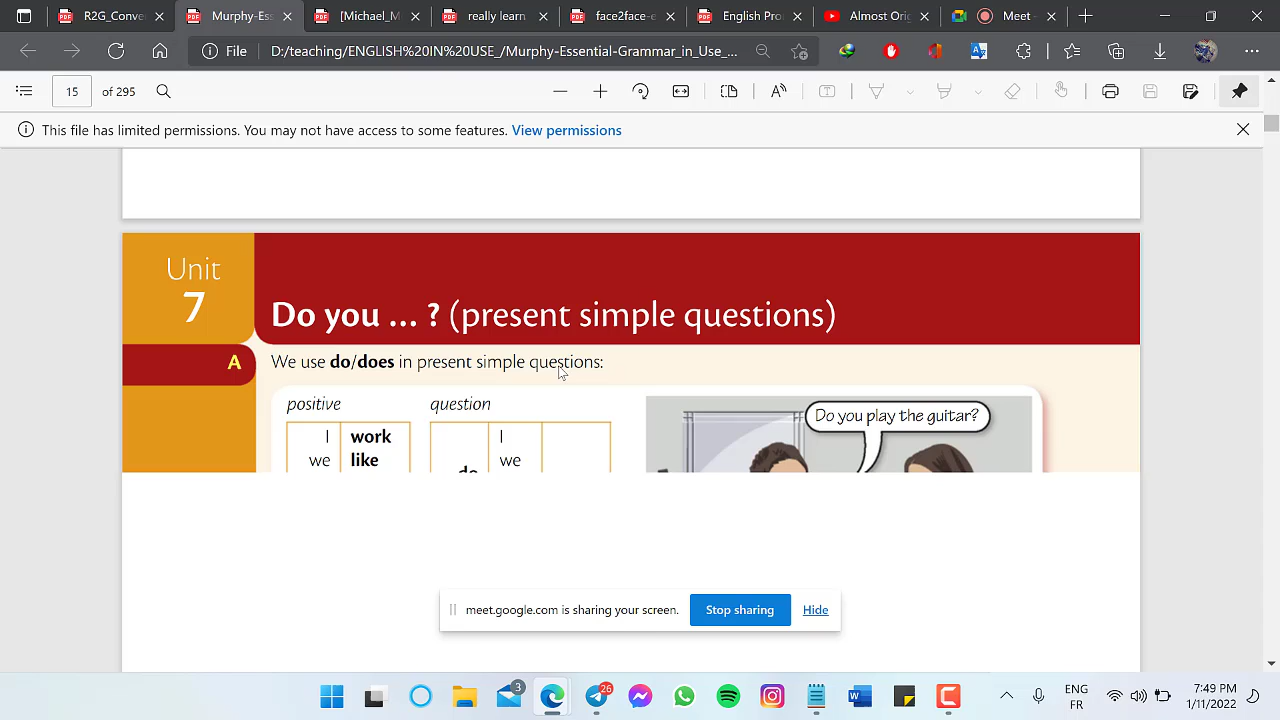 R2G_Conve
Murphy-Ess
[Michael_M
really learn
face2face-e
English Pro
Almost Ori
Meet -
File
D:/teaching/ENGLISH%20IN%20USE_/Murphy-Essential-Grammar_in_Use_...
15
of 295
This file has limited permissions. You may not have access to some features. View permissions
Unit
7
Do you ... ? (present simple questions)
A
We use do/does in present simple questions:
positive
question
I work
we like
do
I
we
Do you play the guitar?
meet.google.com is sharing your screen.
Stop sharing
Hide
3
26
ENG
FR
7:49 PM
1/11/2022